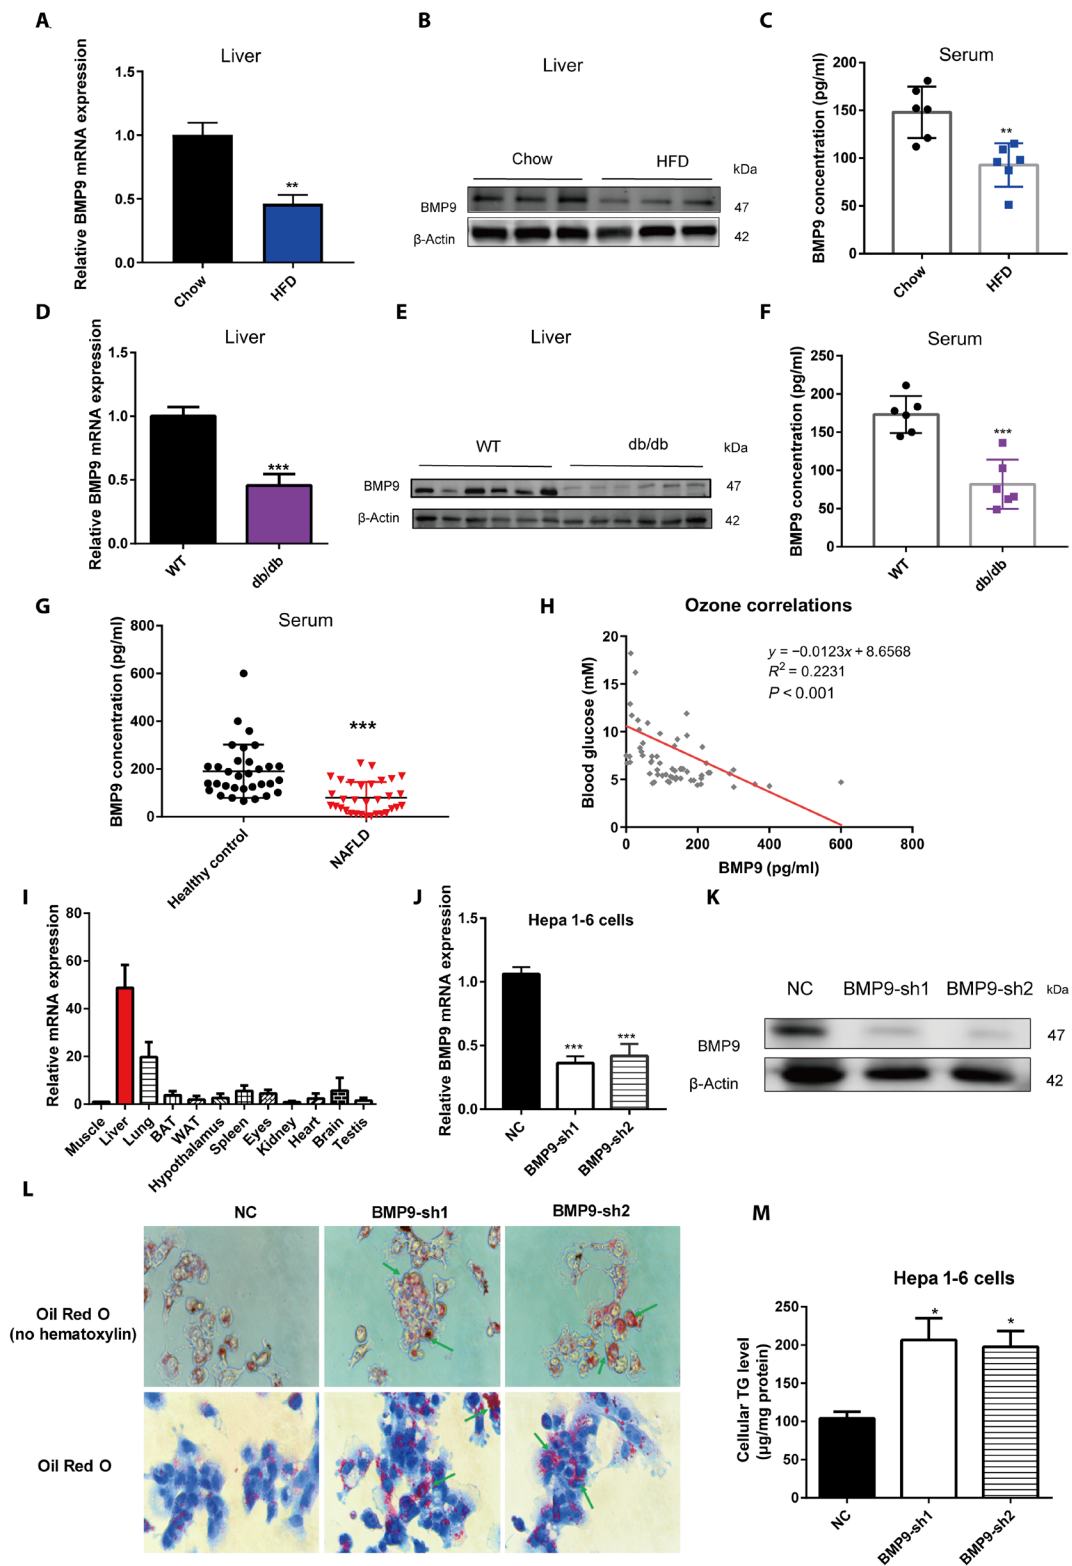 A
Liver
Relative BMP9 mRNA expression
1.5
1.0
**
0.5
0.0
Chow
HFD
B
Liver
Chow
HFD
kDa
BMP9
47
β-Actin
42
C
Serum
BMP9 concentration (pg/ml)
200
150
**
100
50
0
Chow
HFD
D
Liver
Relative BMP9 mRNA expression
1.5
1.0
***
0.5
0.0
WT
db/db
E
Liver
WT
db/db
kDa
BMP9
47
β-Actin
42
F
Serum
BMP9 concentration (pg/ml)
250
200
150
***
100
50
0
WT
db/db
G
Serum
BMP9 concentration (pg/ml)
800
600
400
***
200
0
Healthy control
NAFLD
H
Ozone correlations
Blood glucose (mM)
20
15
10
5
0
y = −0.0123x + 8.6568
R² = 0.2231
P < 0.001
0 200 400 600 800
BMP9 (pg/ml)
I
Relative mRNA expression
80
60
40
20
0
Muscle
Liver
Lung
BAT
WAT
Hypothalamus
Spleen
Eyes
Kidney
Heart
Brain
Testis
J
Hepa 1-6 cells
Relative BMP9 mRNA expression
1.5
1.0
0.5
0.0
*** ***
NC
BMP9-sh1
BMP9-sh2
K
NC BMP9-sh1 BMP9-sh2 kDa
BMP9
47
β-Actin
42
L
NC BMP9-sh1 BMP9-sh2
Oil Red O
(no hematoxylin)
Oil Red O
M
Hepa 1-6 cells
Cellular TG level
(µg/mg protein)
250
200
150
100
50
0
* *
NC
BMP9-sh1
BMP9-sh2